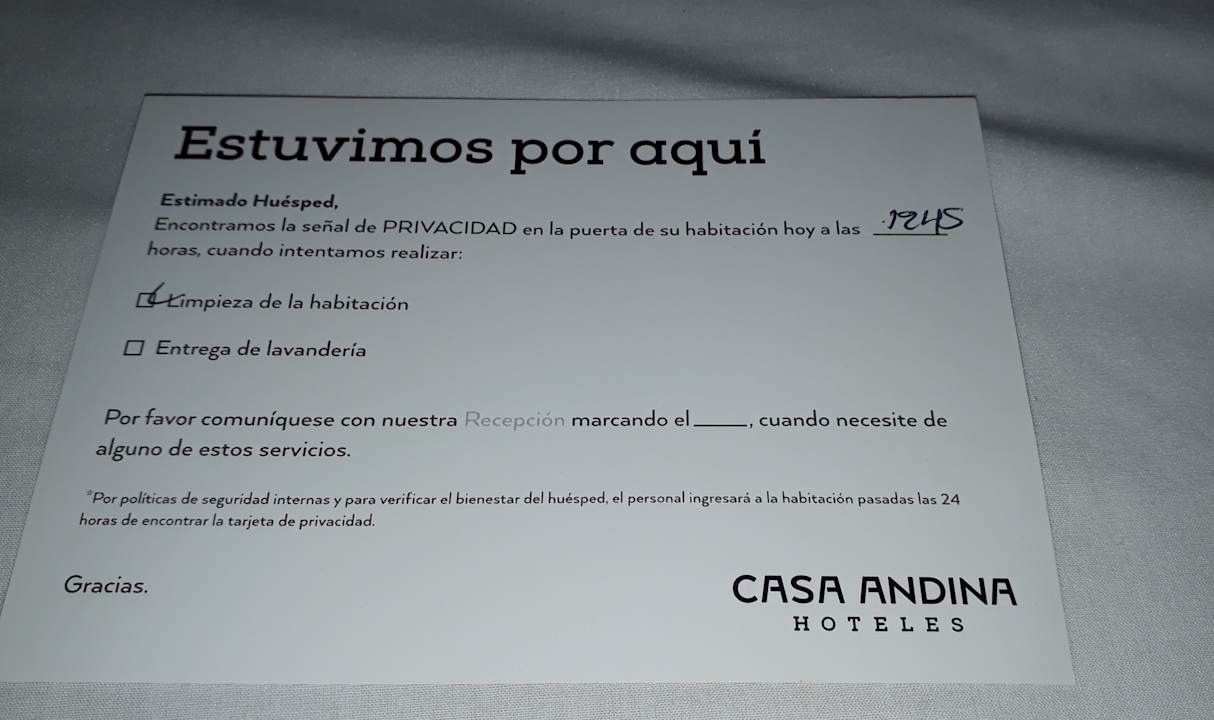 Estuvimos por aquí
Estimado Huésped,
Encontramos la señal de PRIVACIDAD en la puerta de su habitación hoy a las 1245
horas, cuando intentamos realizar:
Limpieza de la habitación
Entrega de lavandería
Por favor comuníquese con nuestra Recepción marcando el_____, cuando necesite de
alguno de estos servicios.
*Por políticas de seguridad internas y para verificar el bienestar del huésped, el personal ingresará a la habitación pasadas las 24
horas de encontrar la tarjeta de privacidad.
Gracias.
CASA ANDINA
HOTELES